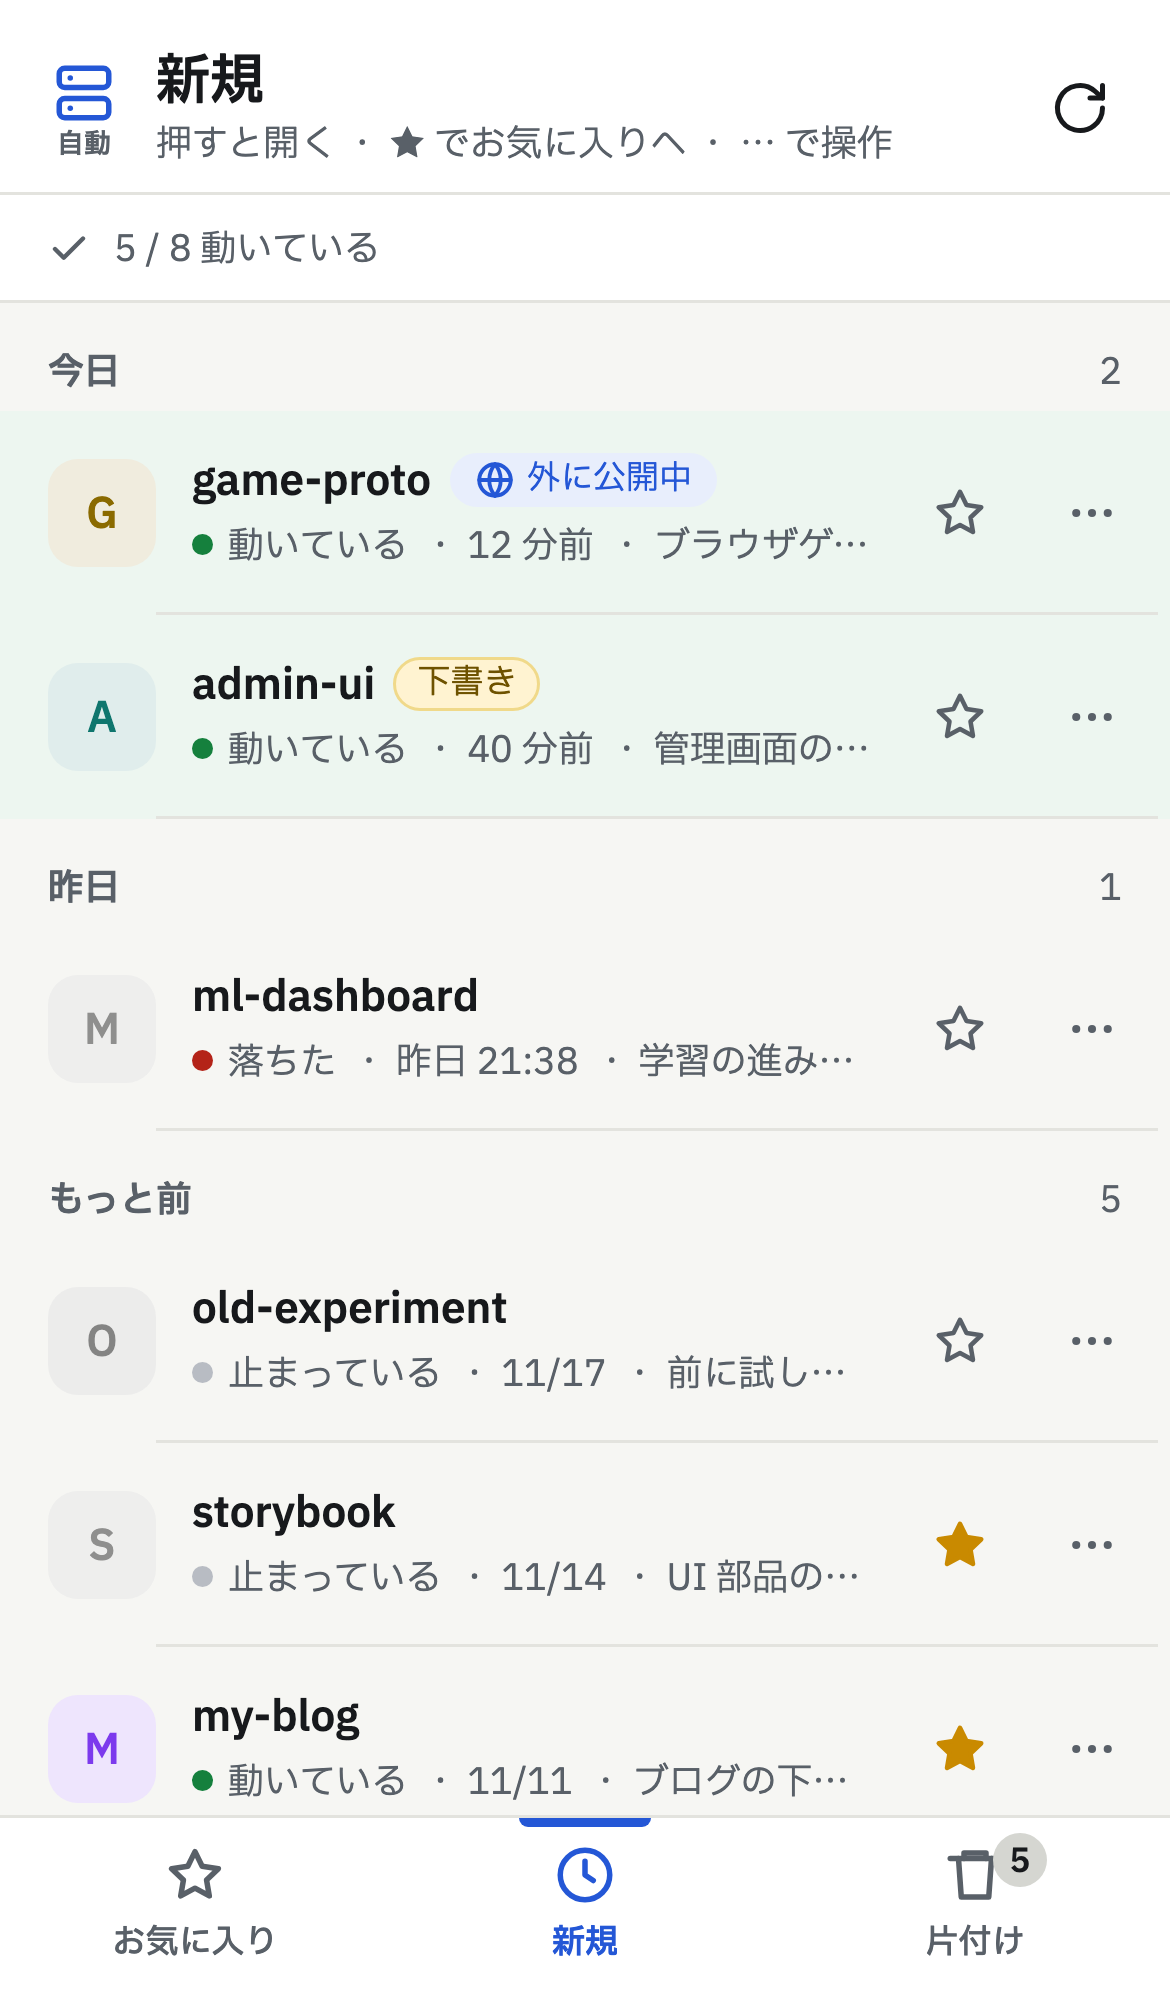 新規
自動
押すと開く ・ ★ でお気に入りへ ・ … で操作
5 / 8 動いている
今日 2
G
game-proto 外に公開中
動いている ・ 12 分前 ・ ブラウザゲ…
A
admin-ui 下書き
動いている ・ 40 分前 ・ 管理画面の…
昨日 1
M
ml-dashboard
落ちた ・ 昨日 21:38 ・ 学習の進み…
もっと前 5
O
old-experiment
止まっている ・ 11/17 ・ 前に試し…
S
storybook
止まっている ・ 11/14 ・ UI 部品の…
M
my-blog
動いている ・ 11/11 ・ ブログの下…
5
お気に入り 新規 片付け